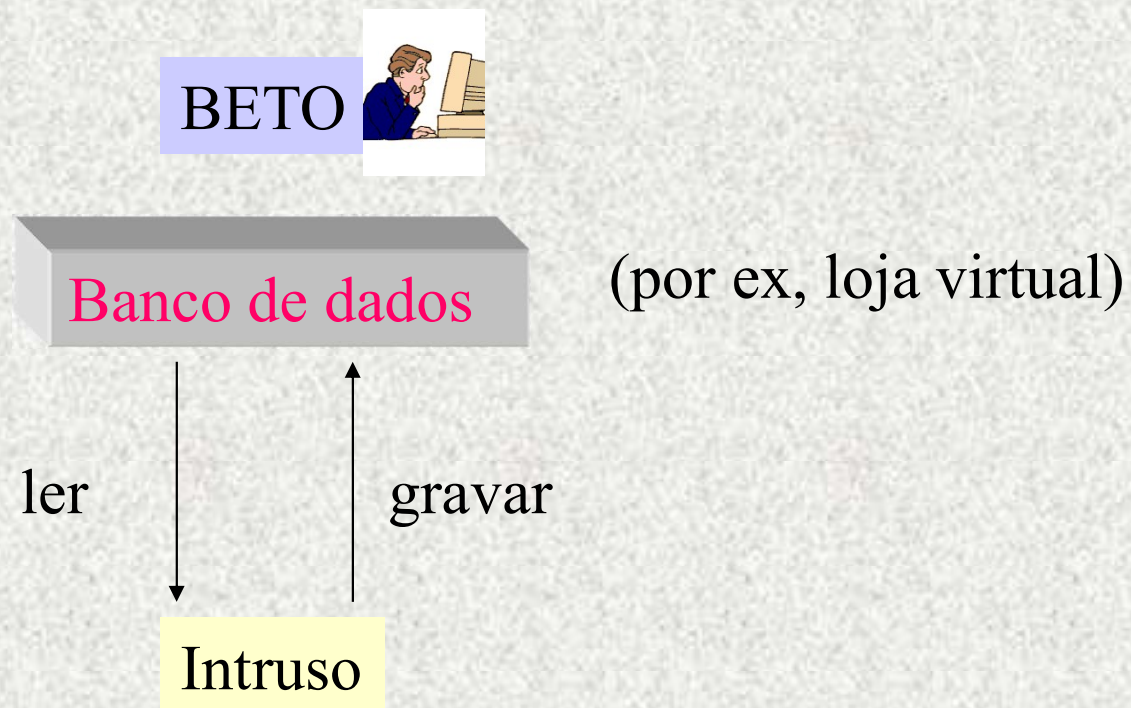 BETO
Banco de dados
(por ex, loja virtual)
ler
gravar
Intruso